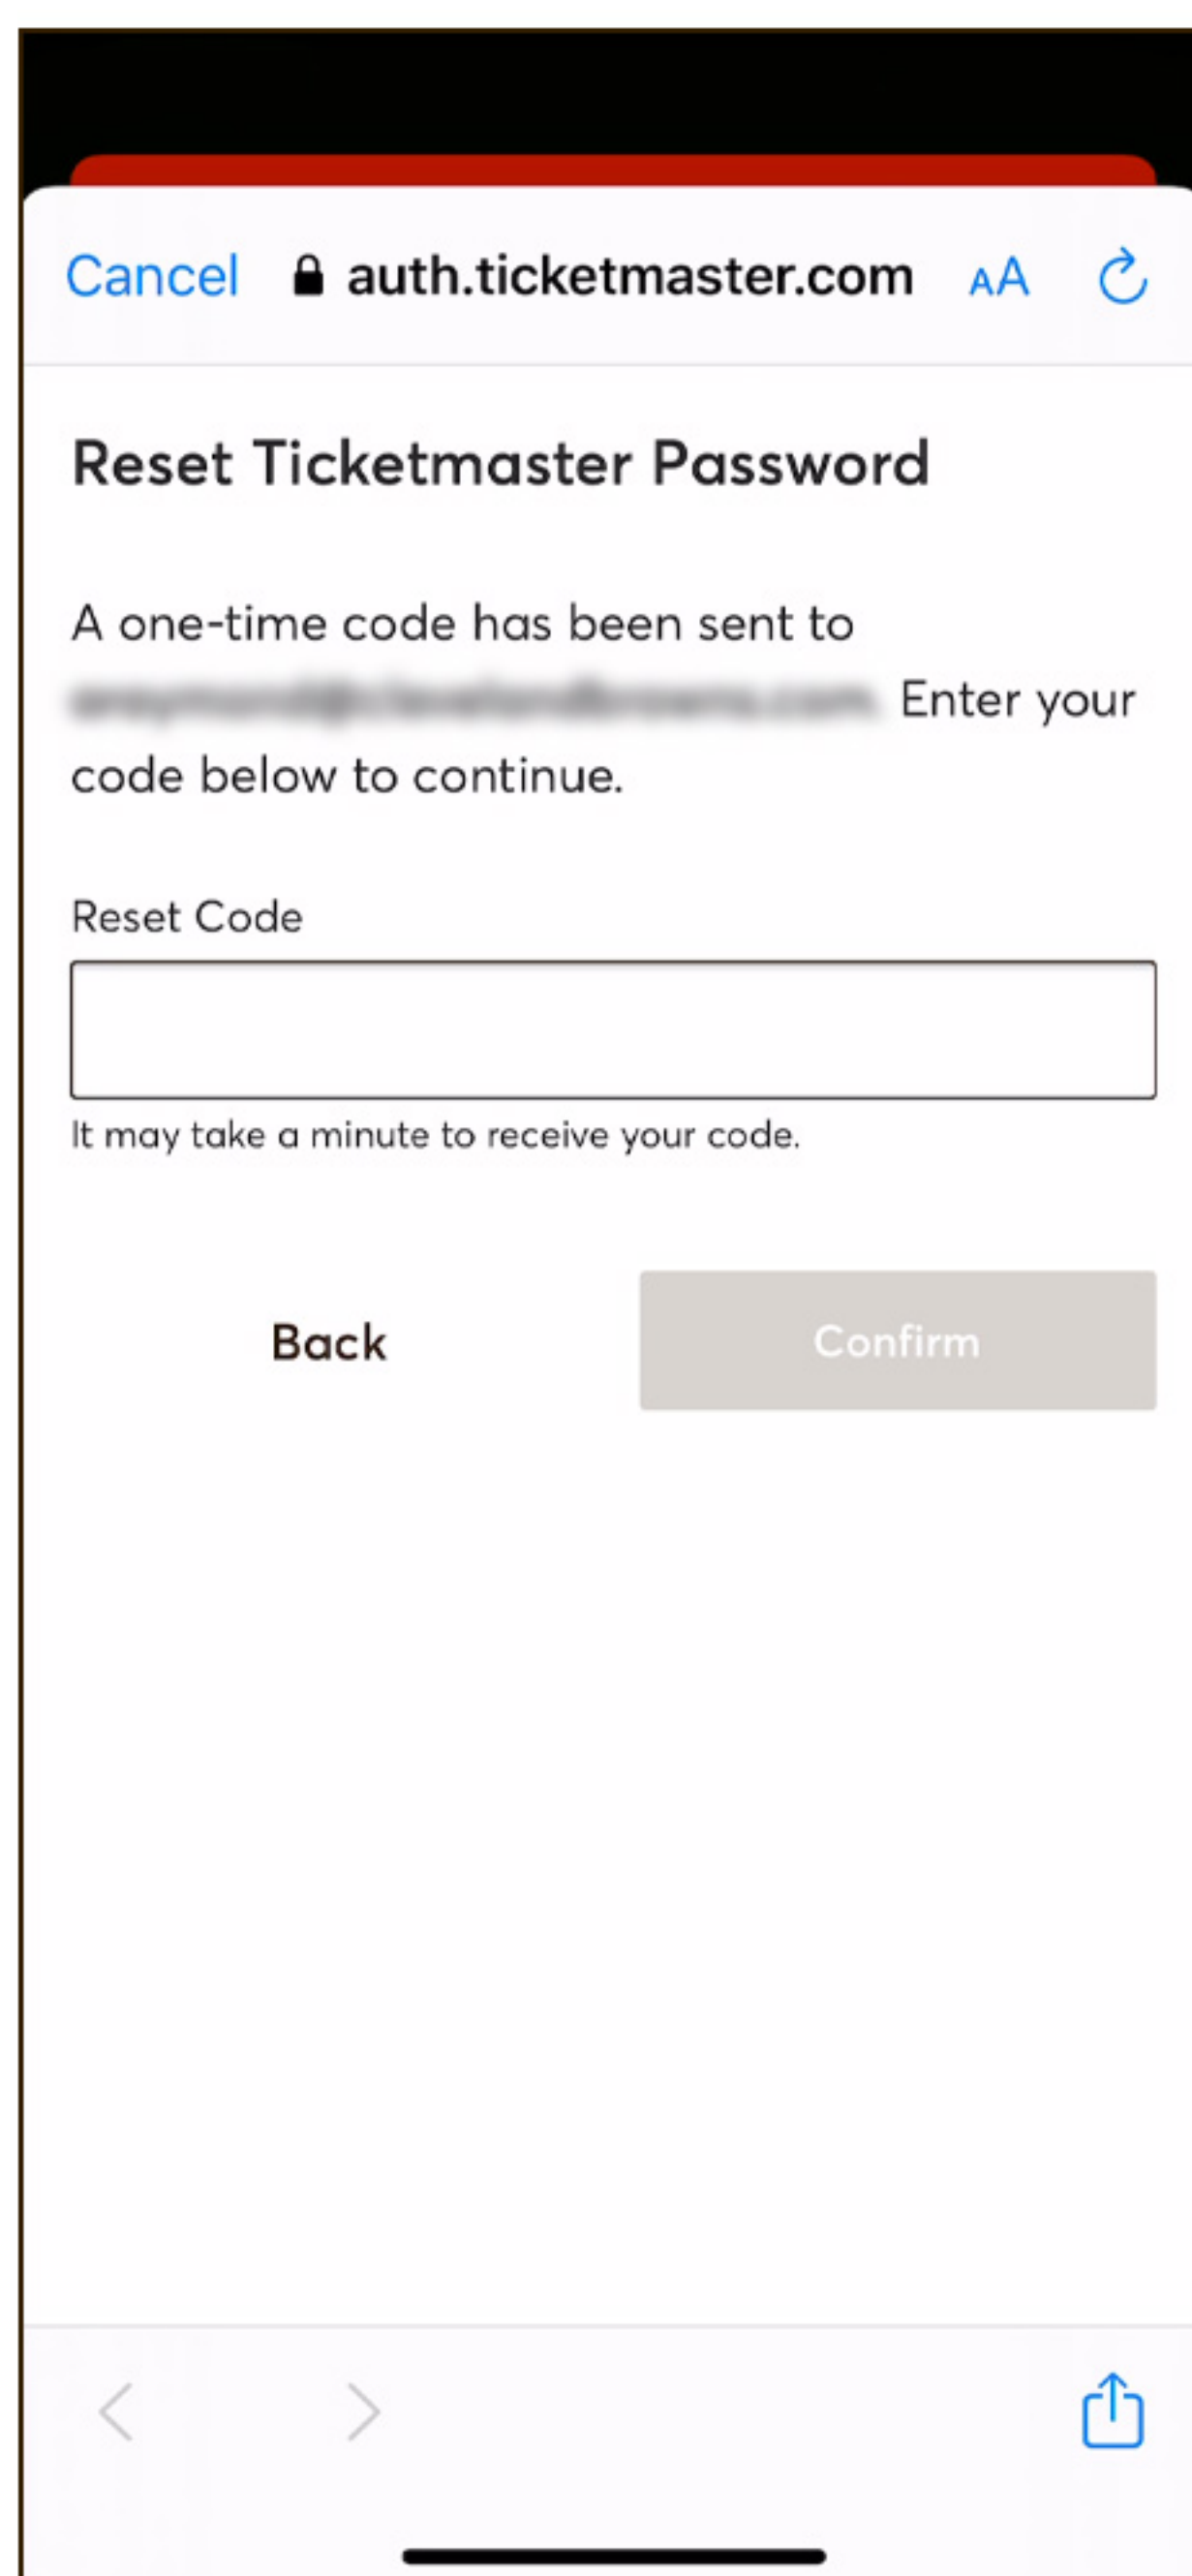 Cancel auth.ticketmaster.com AA
Reset Ticketmaster Password
A one-time code has been sent to
Enter your
code below to continue.
Reset Code
It may take a minute to receive your code.
Back Confirm